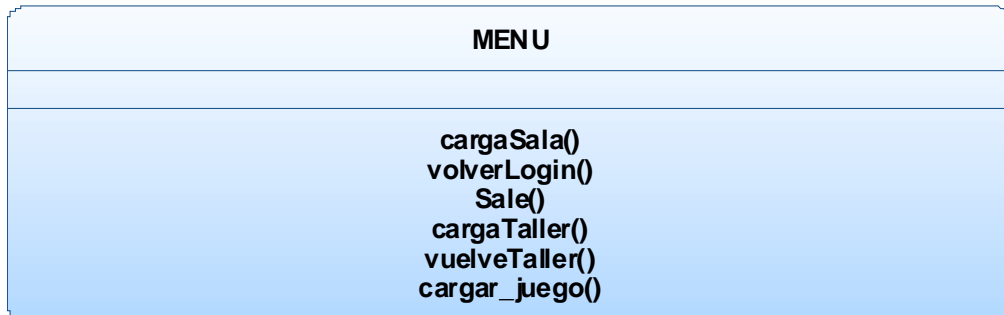 MENU
cargaSala()
volverLogin()
Sale()
cargaTaller()
vuelveTaller()
cargar_juego()